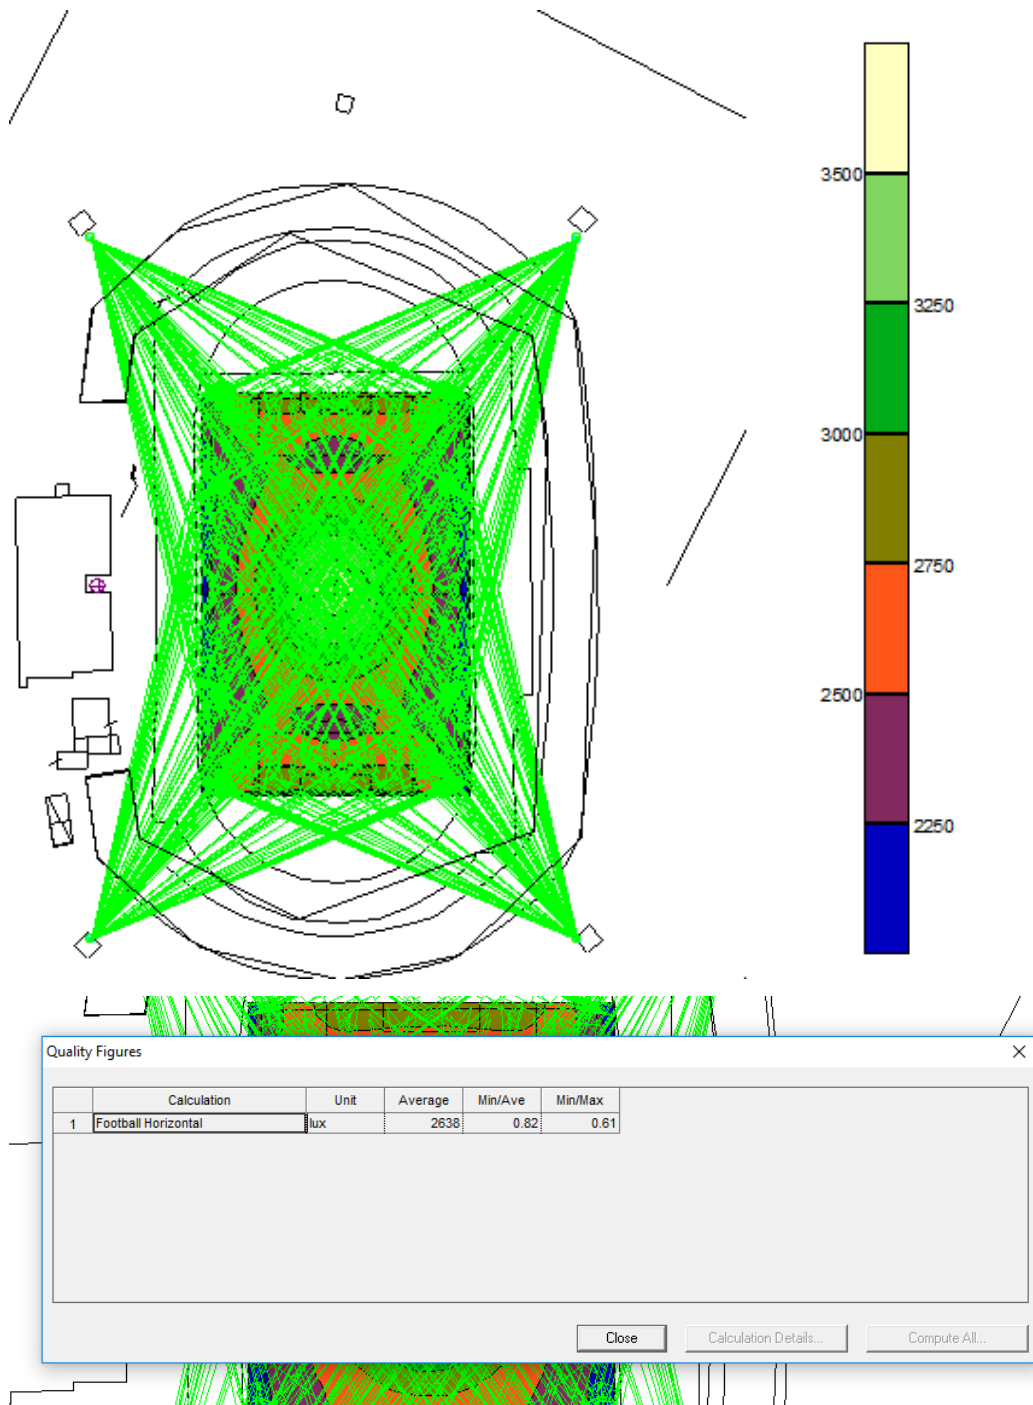 3500
3250
3000
2750
2500
2250
Quality Figures
Calculation Unit Average Min/Ave Min/Max
1 Football Horizontal lux 2638 0.82 0.61
Close Calculation Details... Compute All...